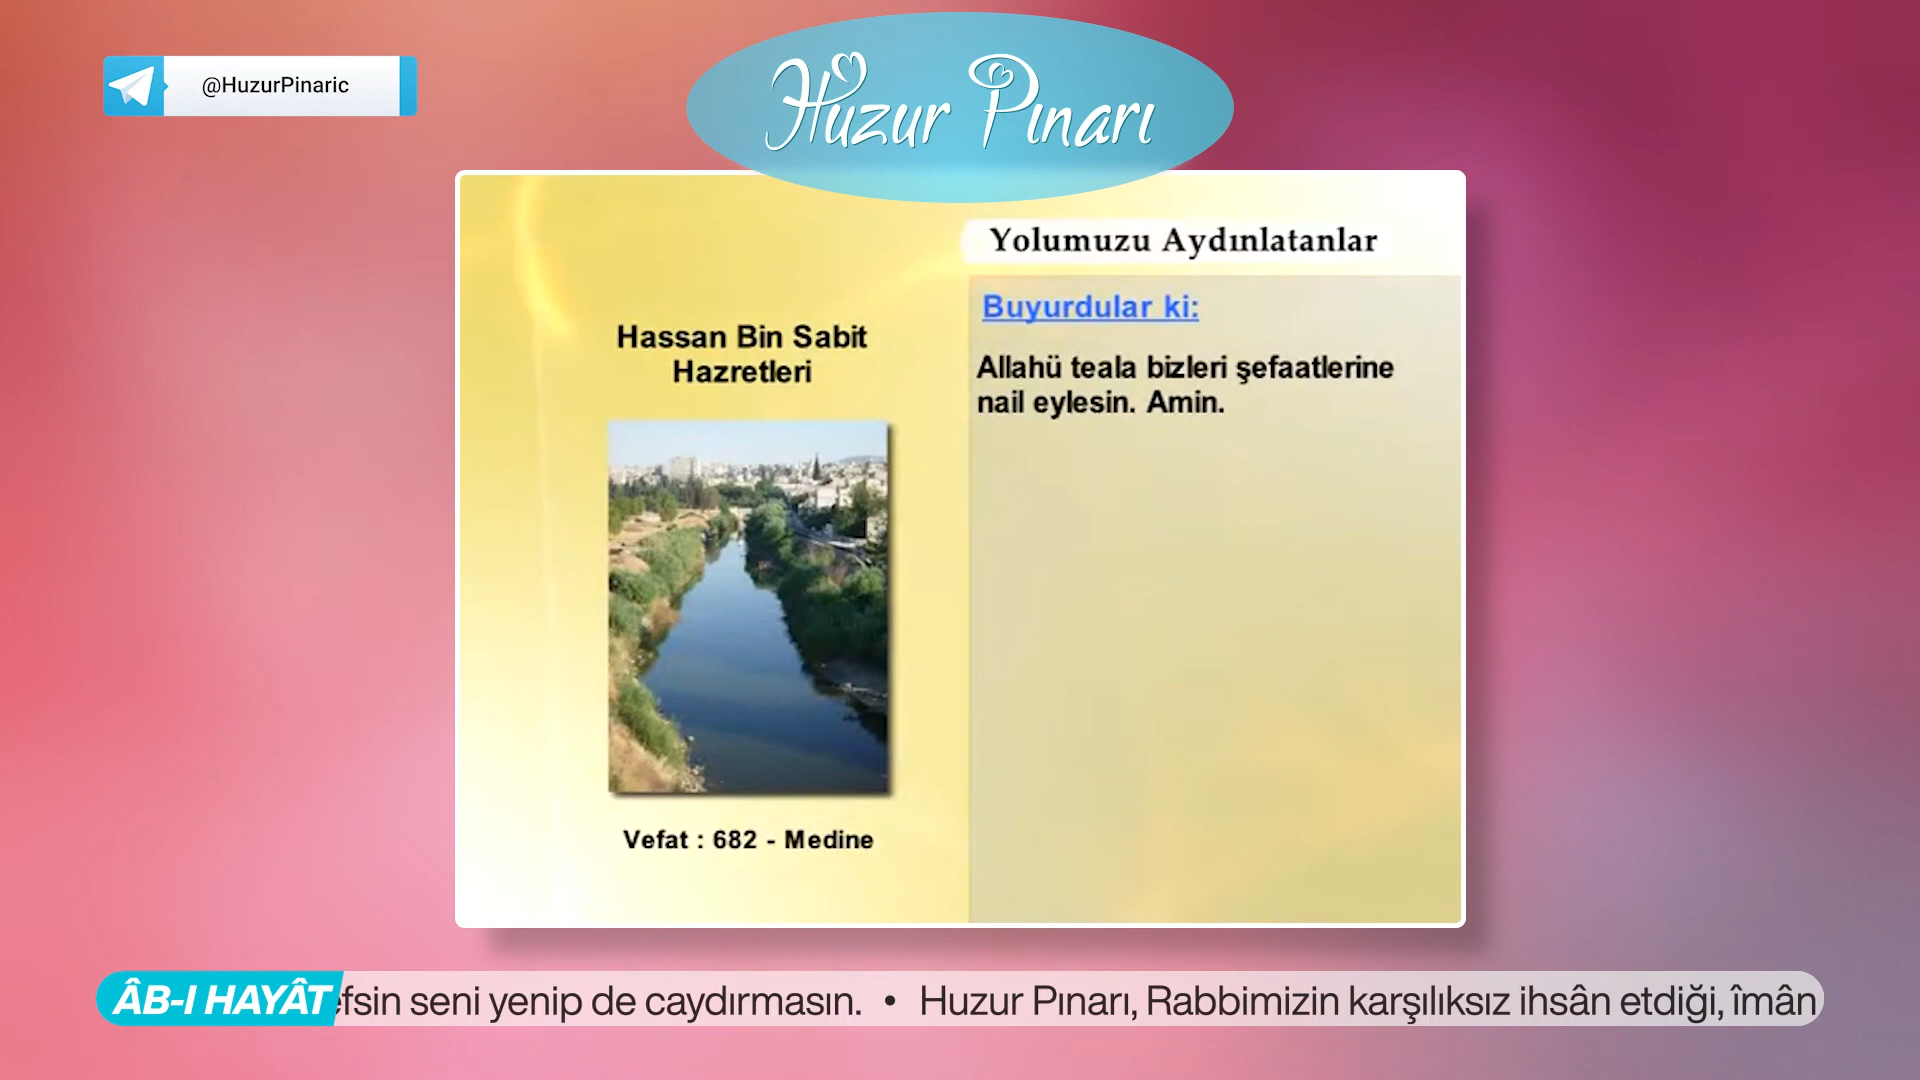 @HuzurPinaric
Huzur Pınarı
Yolumuzu Aydınlatanlar
Hassan Bin Sabit
Hazretleri
Vefat : 682 - Medine
Buyurdular ki:
Allahü teala bizleri şefaatlerine
nail eylesin. Amin.
ÂB-I HAYÂT
seni yenip de caydırmasın. • Huzur Pınarı, Rabbimizin karşılıksız ihsân etdiği, îmân